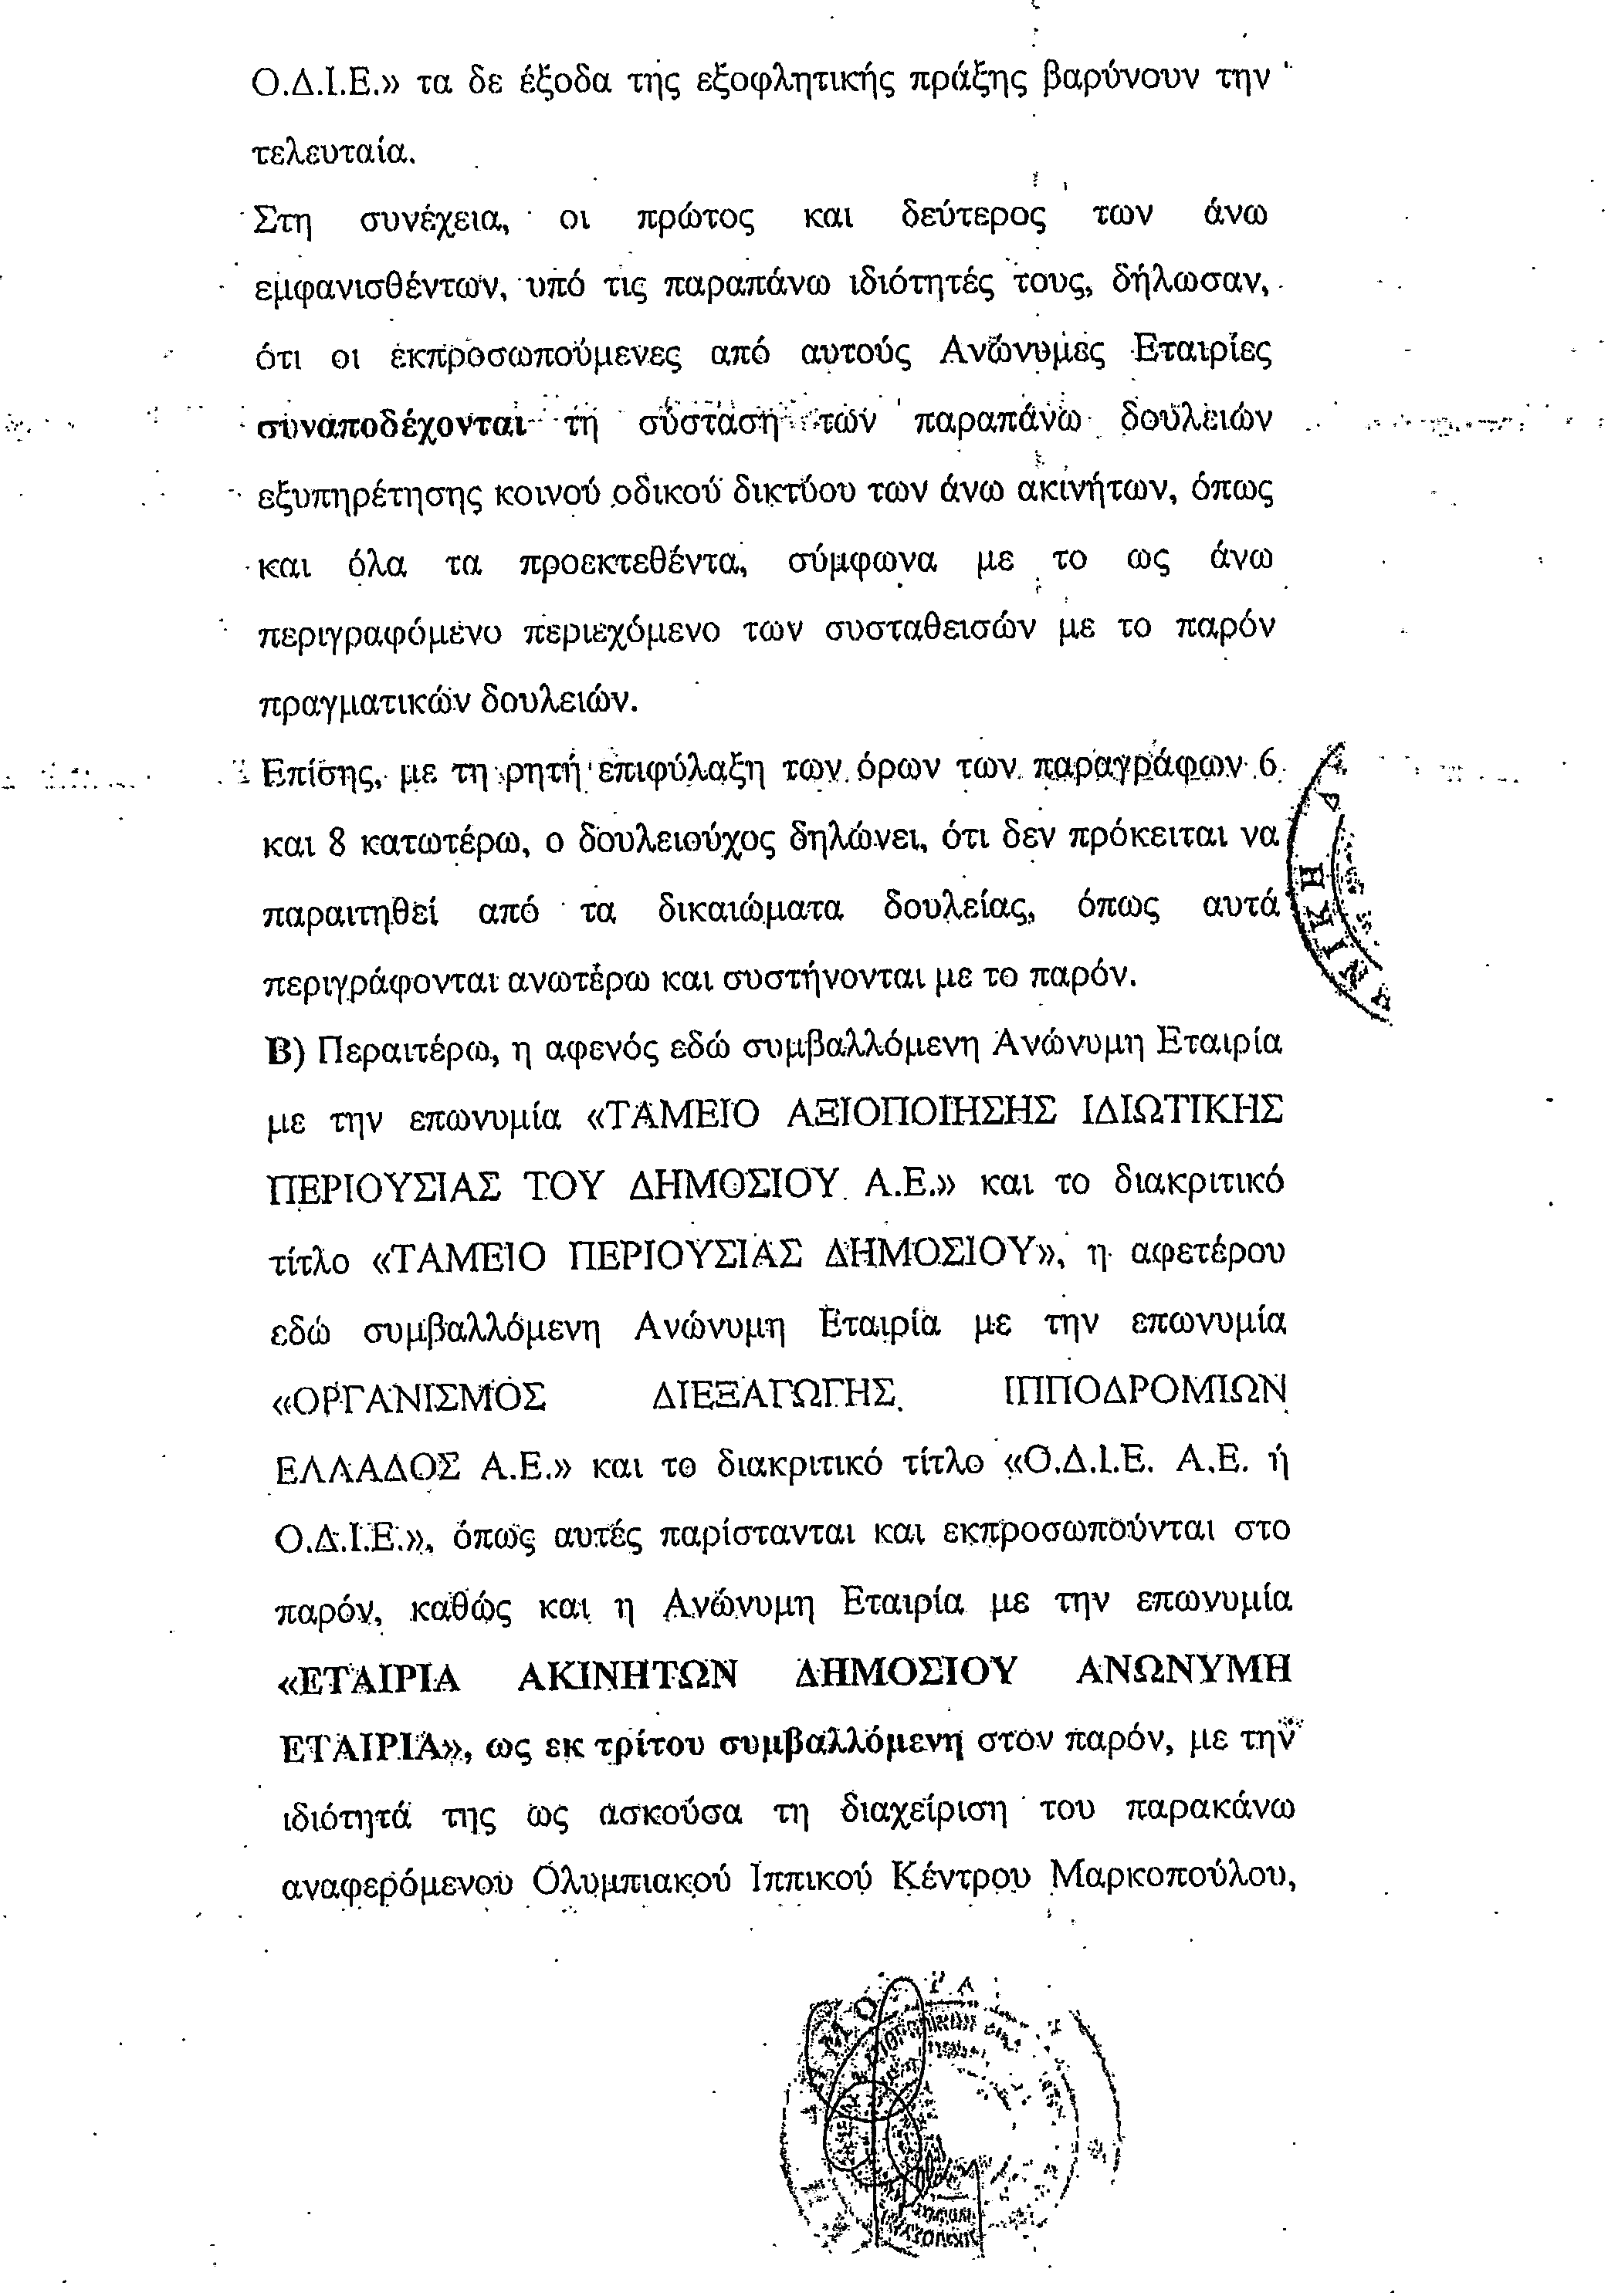 Ο.Δ.Ι.Ε.» τα δε έξοδα της εξοφλητικής πράξης βαρύνουν την
τελευταία.
Στη συνέχεια, οι πρώτος και δεύτερος των άνω
εμφανισθέντων, υπό τις παραπάνω ιδιότητές τους, δήλωσαν,
ότι οι εκπροσωπούμενες από αυτούς Ανώνυμες Εταιρίες
συναποδέχονται τη σύσταση των παραπάνω δουλειών
εξυπηρέτησης κοινού οδικού δικτύου των άνω ακινήτων, όπως
και όλα τα προεκτεθέντα, σύμφωνα με το ως άνω
περιγραφόμενο περιεχόμενο των συσταθεισών με το παρόν
πραγματικών δουλειών.
Επίσης, με τη ρητή επιφύλαξη των όρων των παραγράφων 6
και 8 κατωτέρω, ο δουλειούχος δηλώνει, ότι δεν πρόκειται να
παραιτηθεί από τα δικαιώματα δουλείας, όπως αυτά
περιγράφονται ανωτέρω και συστήνονται με το παρόν.
Β) Περαιτέρω, η αφενός εδώ συμβαλλόμενη Ανώνυμη Εταιρία
με την επωνυμία «ΤΑΜΕΙΟ ΑΞΙΟΠΟΙΗΣΗΣ ΙΔΙΩΤΙΚΗΣ
ΠΕΡΙΟΥΣΙΑΣ ΤΟΥ ΔΗΜΟΣΙΟΥ Α.Ε.» και το διακριτικό
τίτλο «ΤΑΜΕΙΟ ΠΕΡΙΟΥΣΙΑΣ ΔΗΜΟΣΙΟΥ», η αφετέρου
εδώ συμβαλλόμενη Ανώνυμη Εταιρία με την επωνυμία
«ΟΡΓΑΝΙΣΜΟΣ ΔΙΕΞΑΓΩΓΗΣ ΙΠΠΟΔΡΟΜΙΩΝ
ΕΛΛΑΔΟΣ Α.Ε.» και το διακριτικό τίτλο «Ο.Δ.Ι.Ε. Α.Ε. ή
Ο.Δ.Ι.Ε.», όπως αυτές παρίστανται και εκπροσωπούνται στο
παρόν, καθώς και η Ανώνυμη Εταιρία με την επωνυμία
«ΕΤΑΙΡΙΑ ΑΚΙΝΗΤΩΝ ΔΗΜΟΣΙΟΥ ΑΝΩΝΥΜΗ
ΕΤΑΙΡΙΑ», ως εκ τρίτου συμβαλλόμενη στον παρόν, με την
ιδιότητά της ως ασκούσα τη διαχείριση του παρακάνω
αναφερόμενου Ολυμπιακού Ιππικού Κέντρου Μαρκοπούλου,